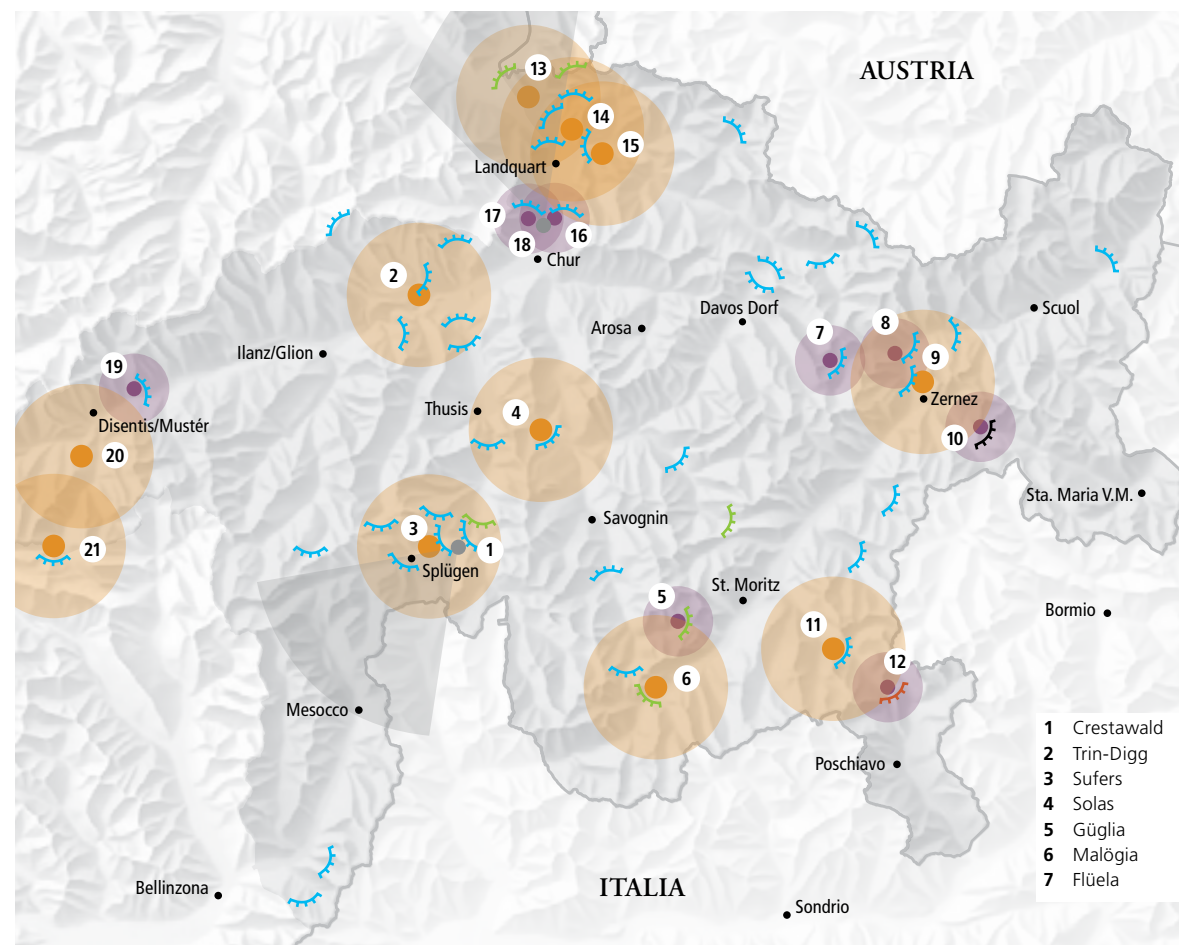 AUSTRIA
13
14
15
Landquart
17
16
18
Chur
2
Arosa
Davos Dorf
Scuol
Ilanz/Glion
7
8
9
Zernez
19
Disentis/Mustér
Thusis
4
10
20
Sta. Maria V.M.
21
3
1
Splügen
Savognin
5
St. Moritz
Bormio
11
6
12
Mesocco
Poschiavo
1 Crestawald
2 Trin-Digg
3 Sufers
4 Solas
5 Güglia
6 Malögia
7 Flüela
Bellinzona
ITALIA
Sondrio